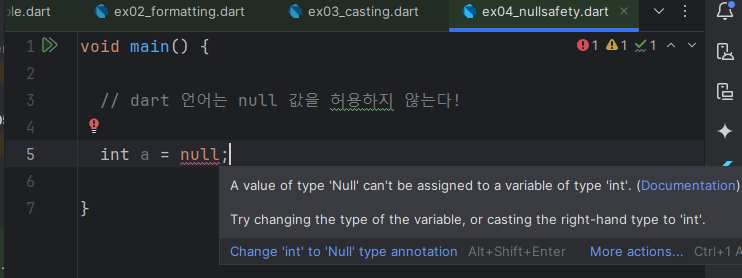 ole.dart ex02_formatting.dart ex03_casting.dart ex04_nullsafety.dart
1 void main() { 1 1 1
2
3 // dart 언어는 null 값을 허용하지 않는다!
4
5 int a = null;
6
7 }
A value of type 'Null' can't be assigned to a variable of type 'int'. (Documentation)
Try changing the type of the variable, or casting the right-hand type to 'int'.
Change 'int' to 'Null' type annotation Alt+Shift+Enter More actions... Ctrl+1 A